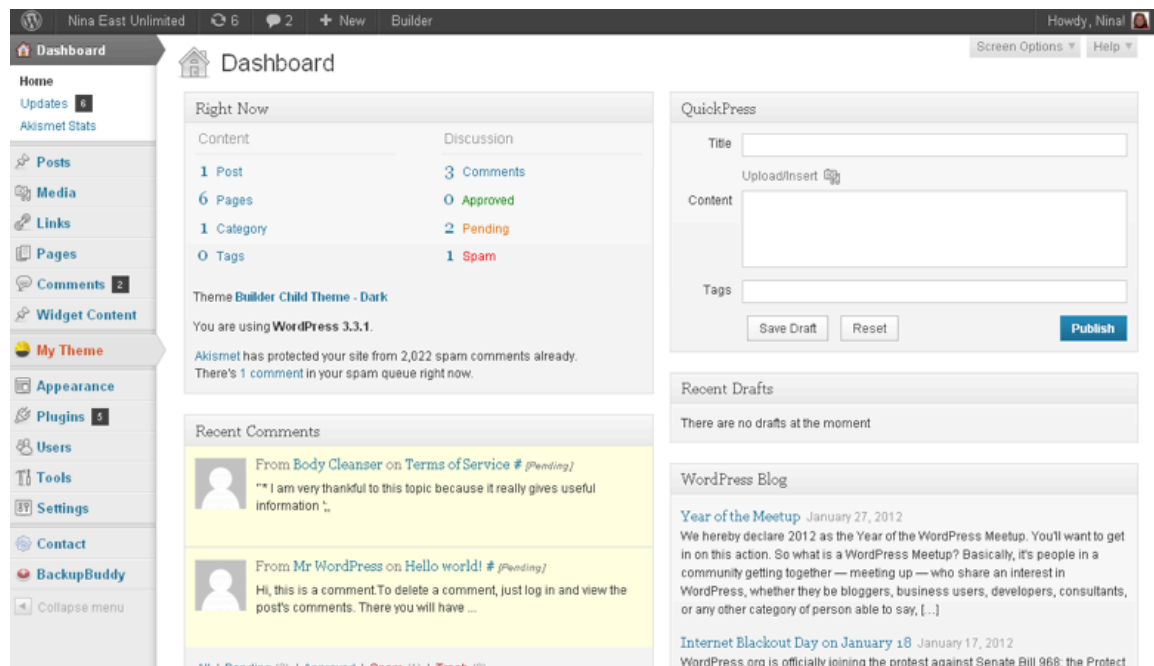 Nina East Unlimited 6 2 + New Builder Howdy, Nina!
Dashboard
Home
Updates 6
Akismet Stats
Posts
Media
Links
Pages
Comments 2
Widget Content
My Theme
Appearance
Plugins 5
Users
Tools
Settings
Contact
BackupBuddy
Collapse menu
Screen Options Help
Dashboard
Right Now
Content Discussion
1 Post 3 Comments
6 Pages 0 Approved
1 Category 2 Pending
0 Tags 1 Spam
Theme Builder Child Theme - Dark
You are using WordPress 3.3.1.
Akismet has protected your site from 2,022 spam comments already.
There's 1 comment in your spam queue right now.
Recent Comments
From Body Cleanser on Terms of Service # [Pending]
"* I am very thankful to this topic because it really gives useful
information ';,
From Mr WordPress on Hello world! # [Pending]
Hi, this is a comment.To delete a comment, just log in and view the
post's comments. There you will have ...
QuickPress
Title
Upload/Insert
Content
Tags
Save Draft Reset Publish
Recent Drafts
There are no drafts at the moment
WordPress Blog
Year of the Meetup January 27, 2012
We hereby declare 2012 as the Year of the WordPress Meetup. You'll want to get
in on this action. So what is a WordPress Meetup? Basically, it's people in a
community getting together — meeting up — who share an interest in
WordPress, whether they be bloggers, business users, developers, consultants,
or any other category of person able to say, [...]
Internet Blackout Day on January 18 January 17, 2012
WordPress.org is officially joining the protest against Senate Bill 968: the Protect